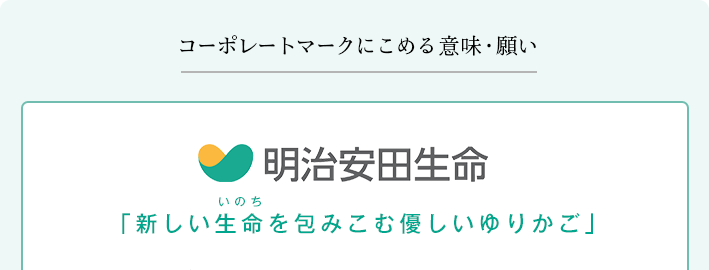 コーポレートマークにこめる意味・願い
明治安田生命
いのち
「新しい生命を包みこむ優しいゆりかご」